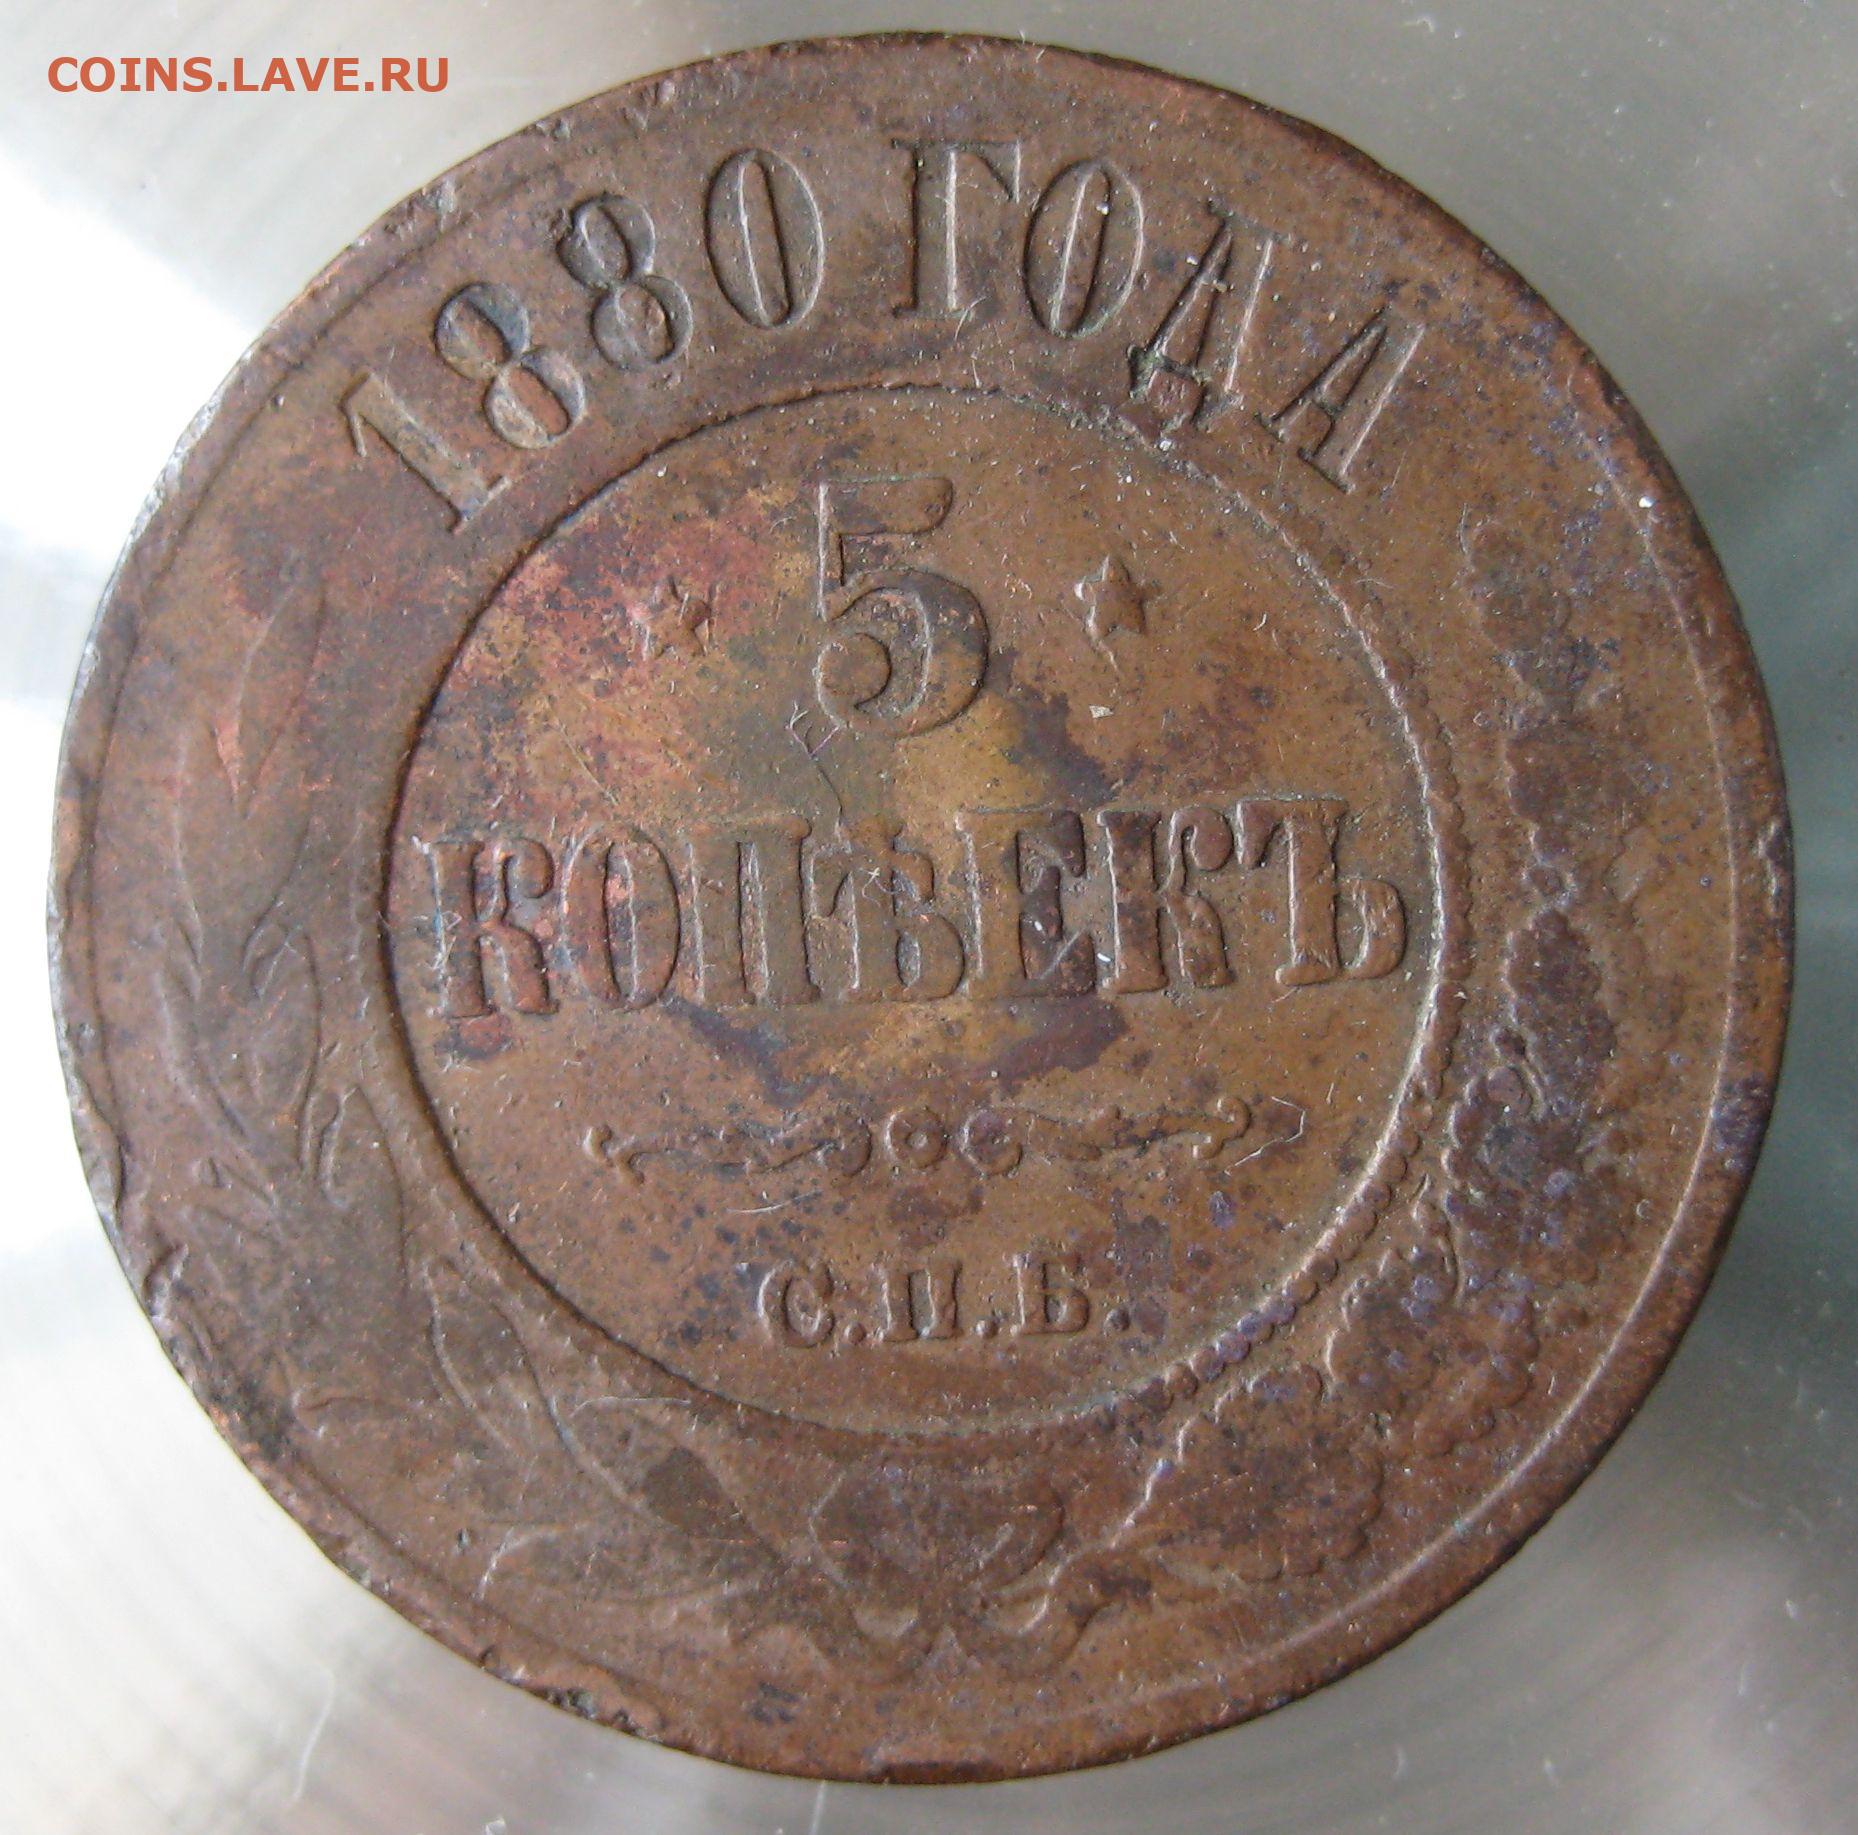 COINS.LAVE.RU
1880 ГОДА
5
КОПѢЕКЪ
С.П.Б.